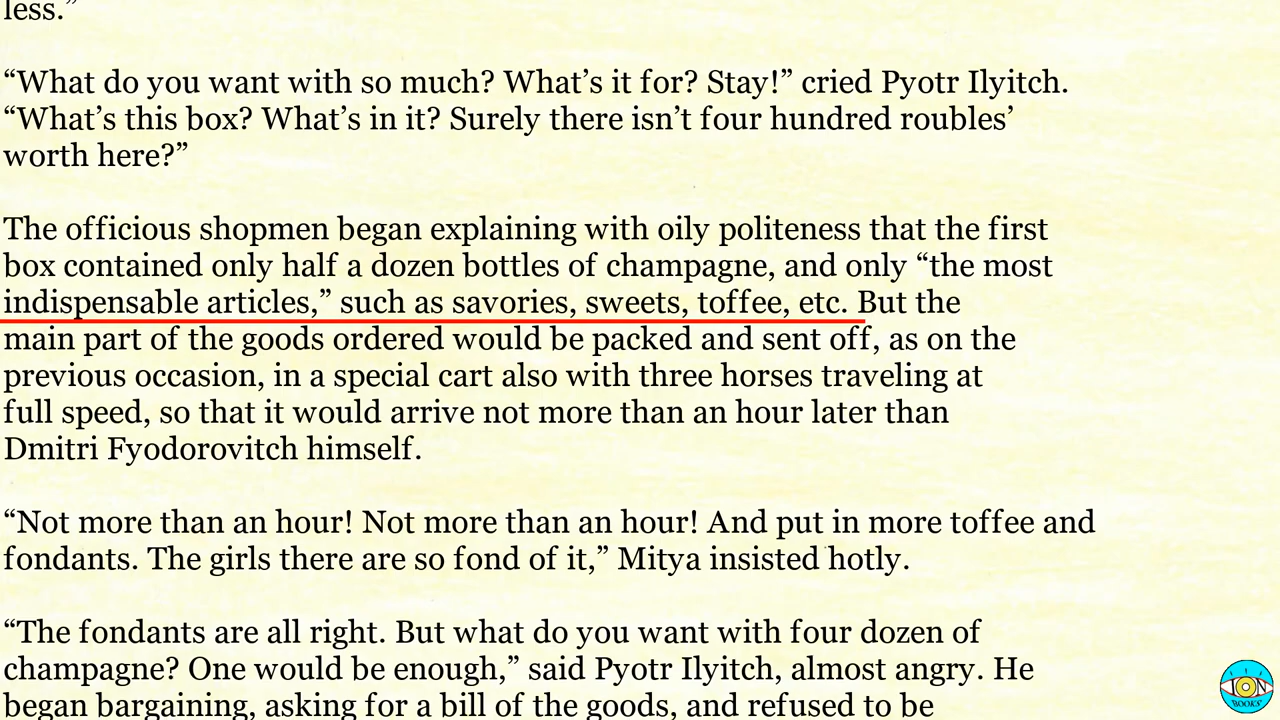 less.”
“What do you want with so much? What’s it for? Stay!” cried Pyotr Ilyitch.
“What’s this box? What’s in it? Surely there isn’t four hundred roubles’
worth here?”
The officious shopmen began explaining with oily politeness that the first
box contained only half a dozen bottles of champagne, and only “the most
indispensable articles,” such as savories, sweets, toffee, etc. But the
main part of the goods ordered would be packed and sent off, as on the
previous occasion, in a special cart also with three horses traveling at
full speed, so that it would arrive not more than an hour later than
Dmitri Fyodorovitch himself.
“Not more than an hour! Not more than an hour! And put in more toffee and
fondants. The girls there are so fond of it,” Mitya insisted hotly.
“The fondants are all right. But what do you want with four dozen of
champagne? One would be enough,” said Pyotr Ilyitch, almost angry. He
began bargaining, asking for a bill of the goods, and refused to be
ION
BOOKS